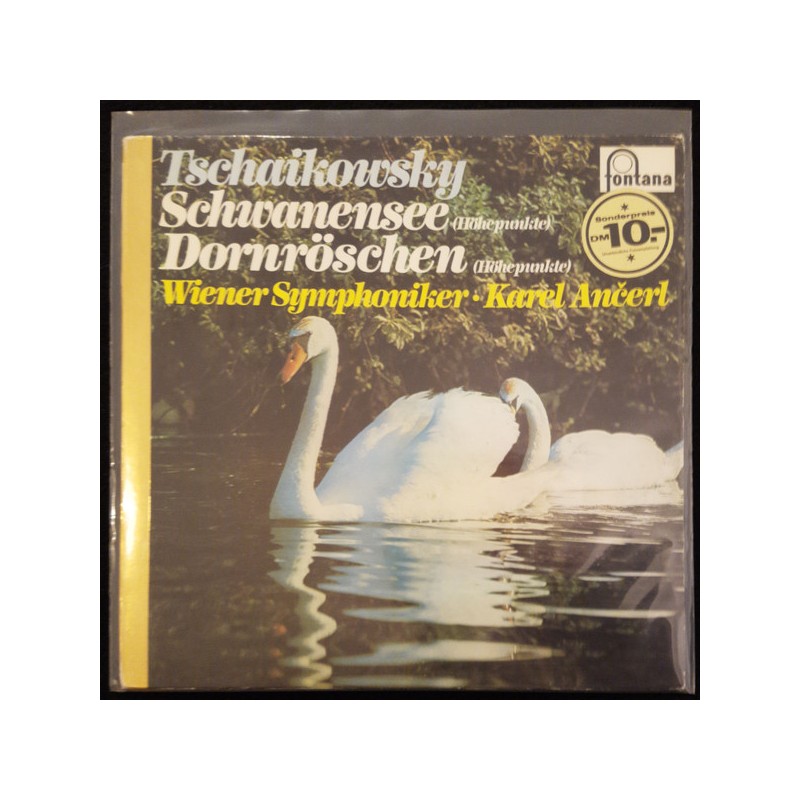 Tschaikowsky
Schwanensee (Höhepunkte)
Dornröschen (Höhepunkte)
Wiener Symphoniker · Karel Ančerl
fontana
Sonderpreis
DM 10.-